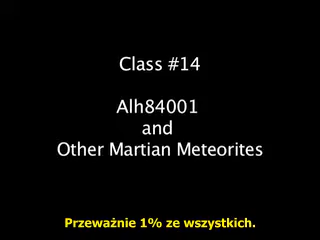 Class #14
Alh84001
and
Other Martian Meteorites
Przeważnie 1% ze wszystkich.